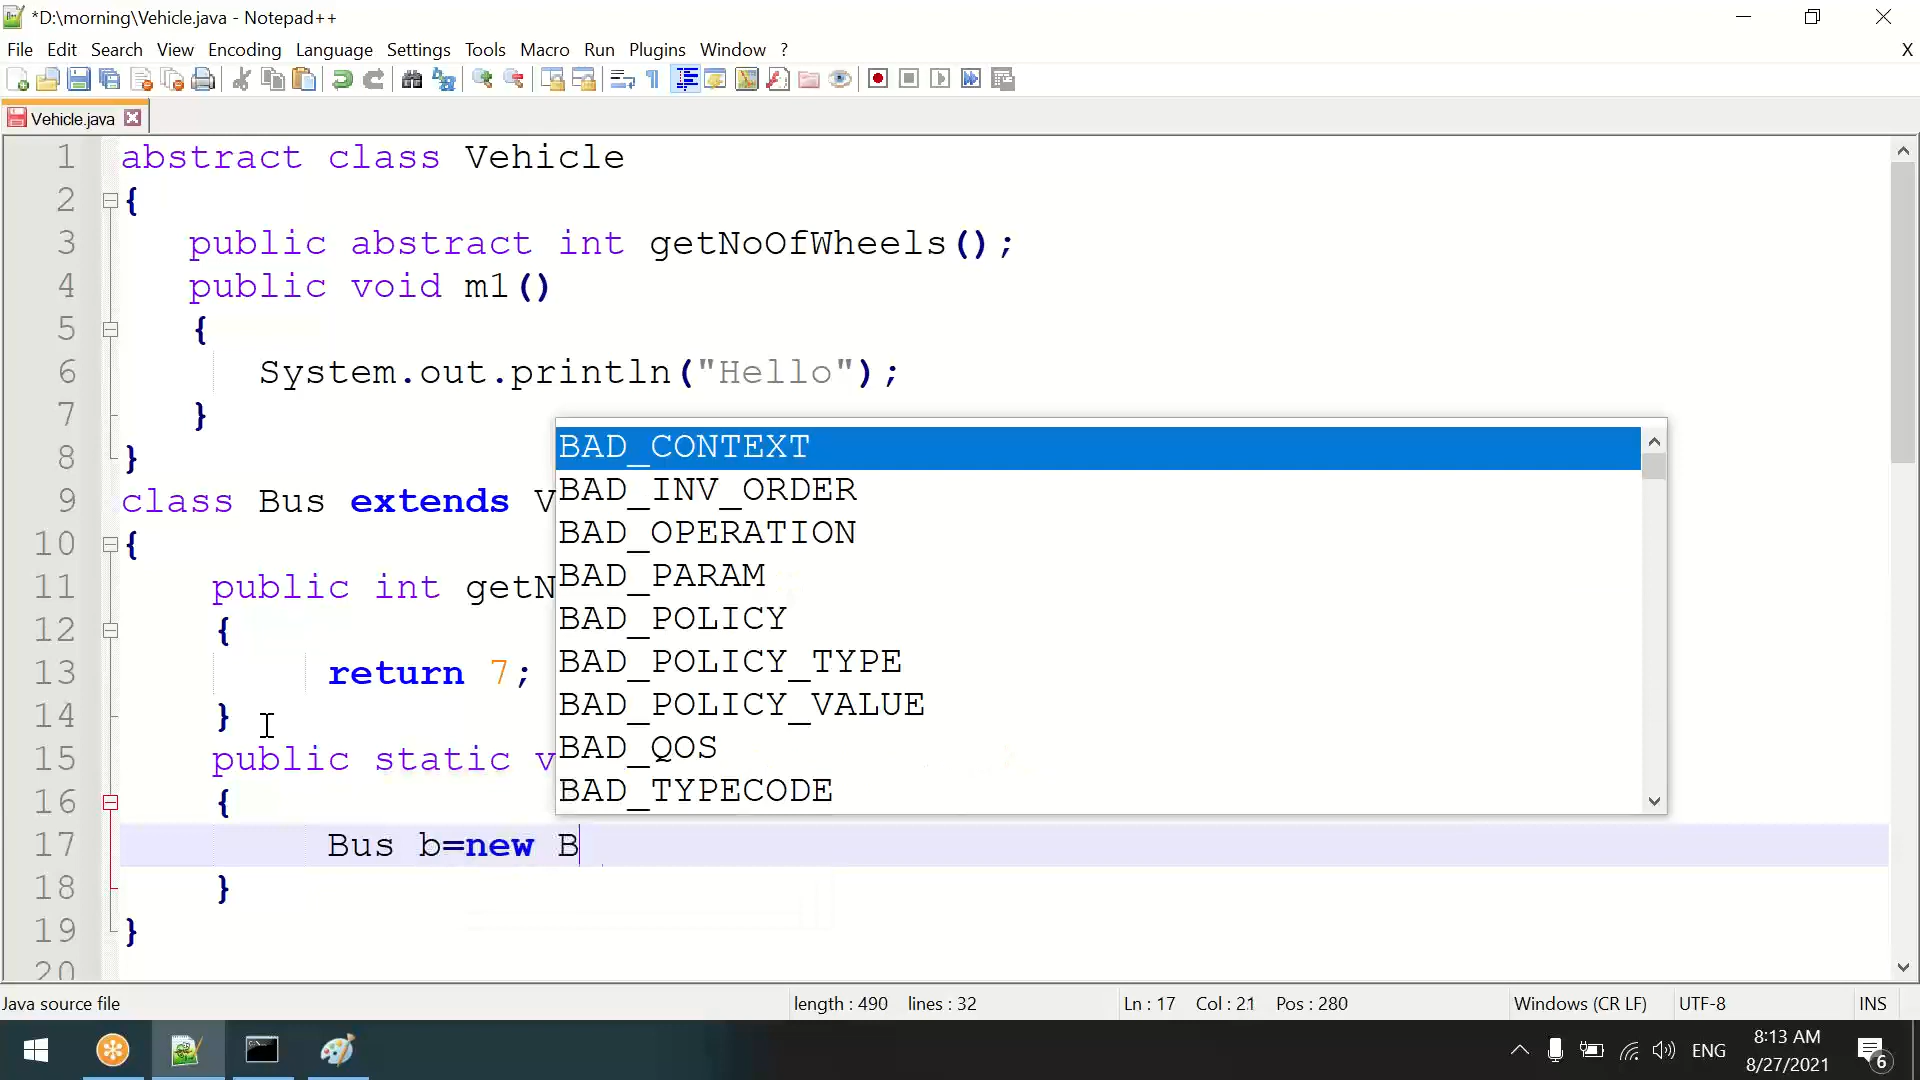 *D:\morning\Vehicle.java - Notepad++
File Edit Search View Encoding Language Settings Tools Macro Run Plugins Window ? X
Vehicle.java
1 abstract class Vehicle
2 {
3 public abstract int getNoOfWheels();
4 public void m1()
5 {
6 System.out.println("Hello");
7 }
8 }
9 class Bus extends V
10 {
11 public int getN
12 {
13 return 7;
14 }
15 public static v
16 {
17 Bus b=new B
18 }
19 }
20
BAD_CONTEXT
BAD_INV_ORDER
BAD_OPERATION
BAD_PARAM
BAD_POLICY
BAD_POLICY_TYPE
BAD_POLICY_VALUE
BAD_QOS
BAD_TYPECODE
Java source file length : 490 lines : 32 Ln : 17 Col : 21 Pos : 280 Windows (CR LF) UTF-8 INS
ENG 8:13 AM 8/27/2021 6